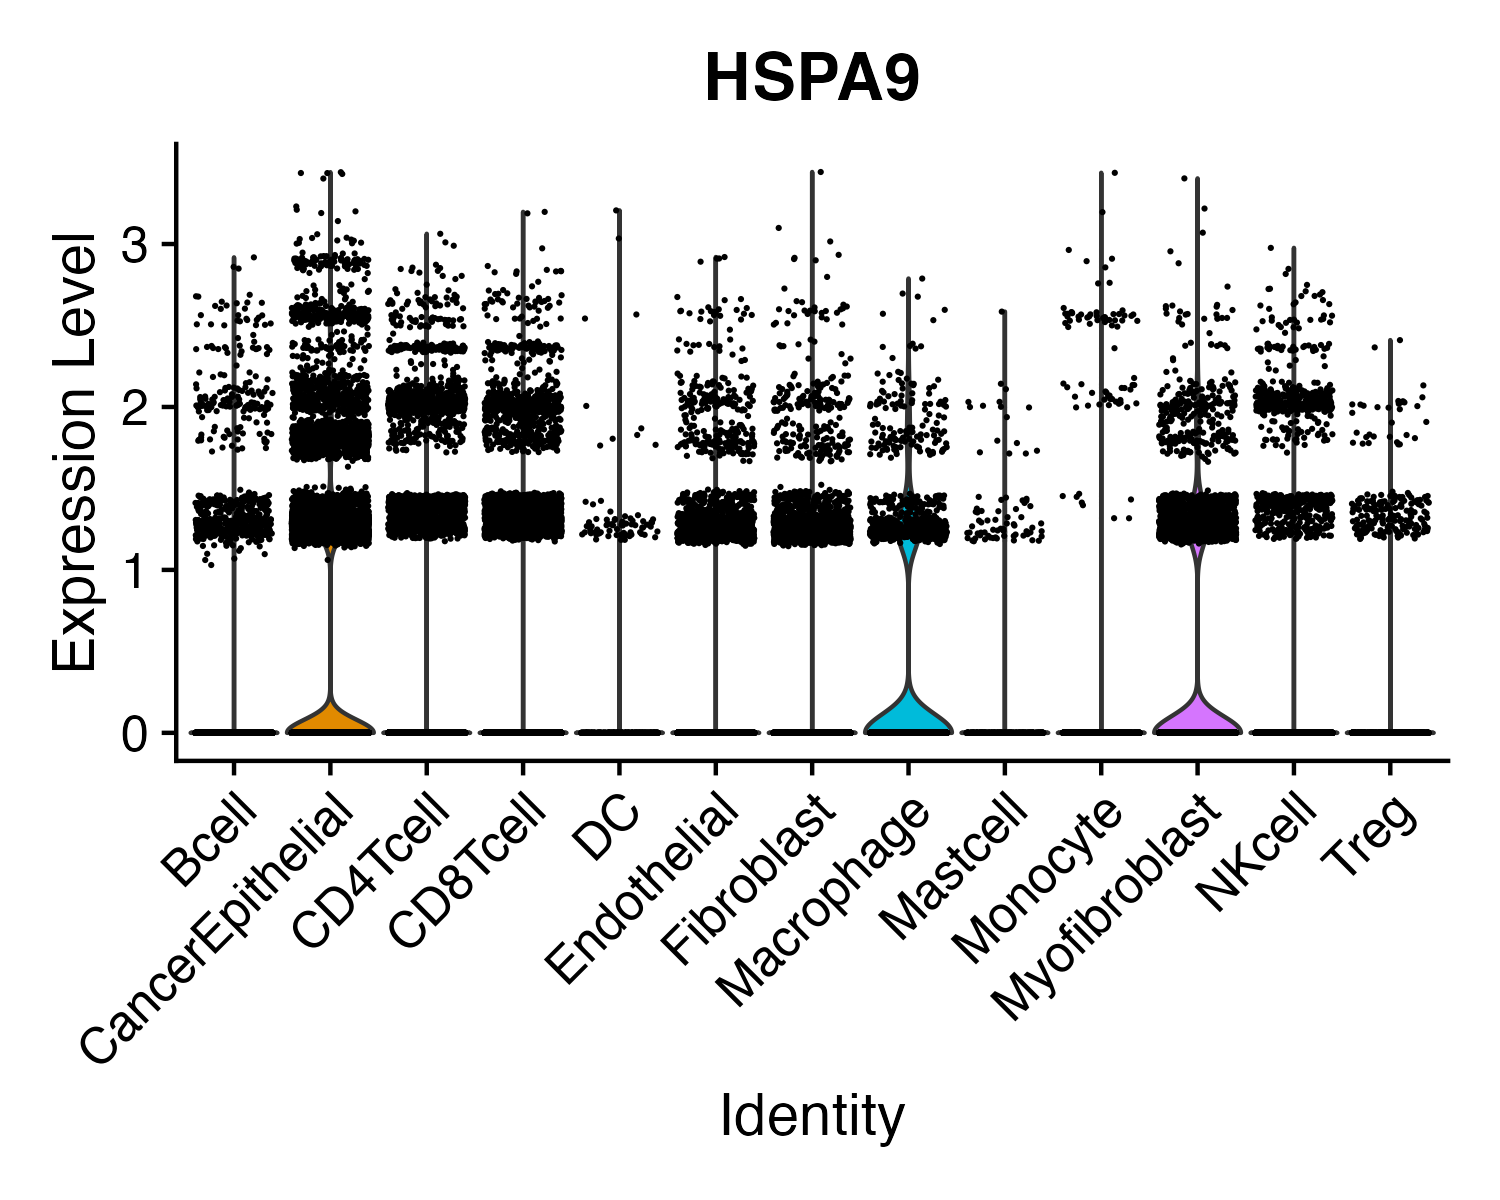 HSPA9
Expression Level
3
2
1
0
Bcell
CancerEpithelial
CD4Tcell
CD8Tcell
DC
Endothelial
Fibroblast
Macrophage
Mastcell
Monocyte
Myofibroblast
NKcell
Treg
Identity